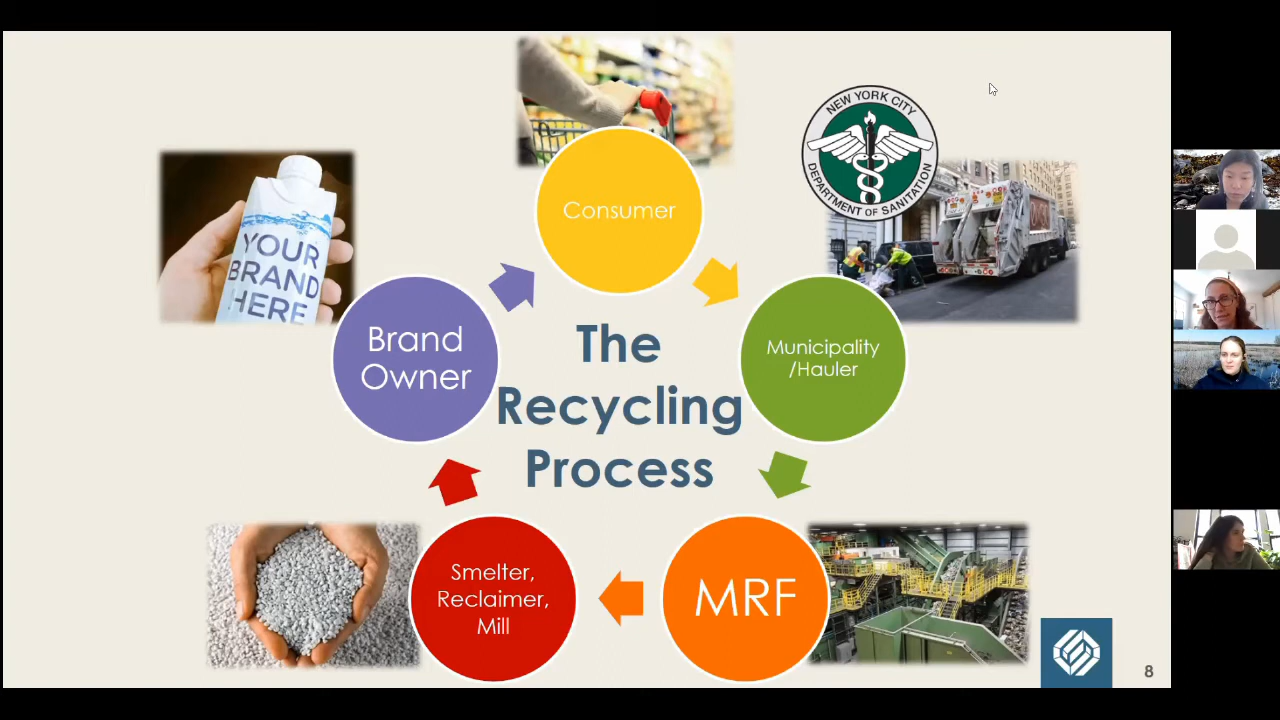 The
Recycling
Process
Consumer
Municipality
/Hauler
MRF
Smelter,
Reclaimer,
Mill
Brand
Owner
YOUR
BRAND
HERE
NEW YORK CITY
DEPARTMENT OF SANITATION
8